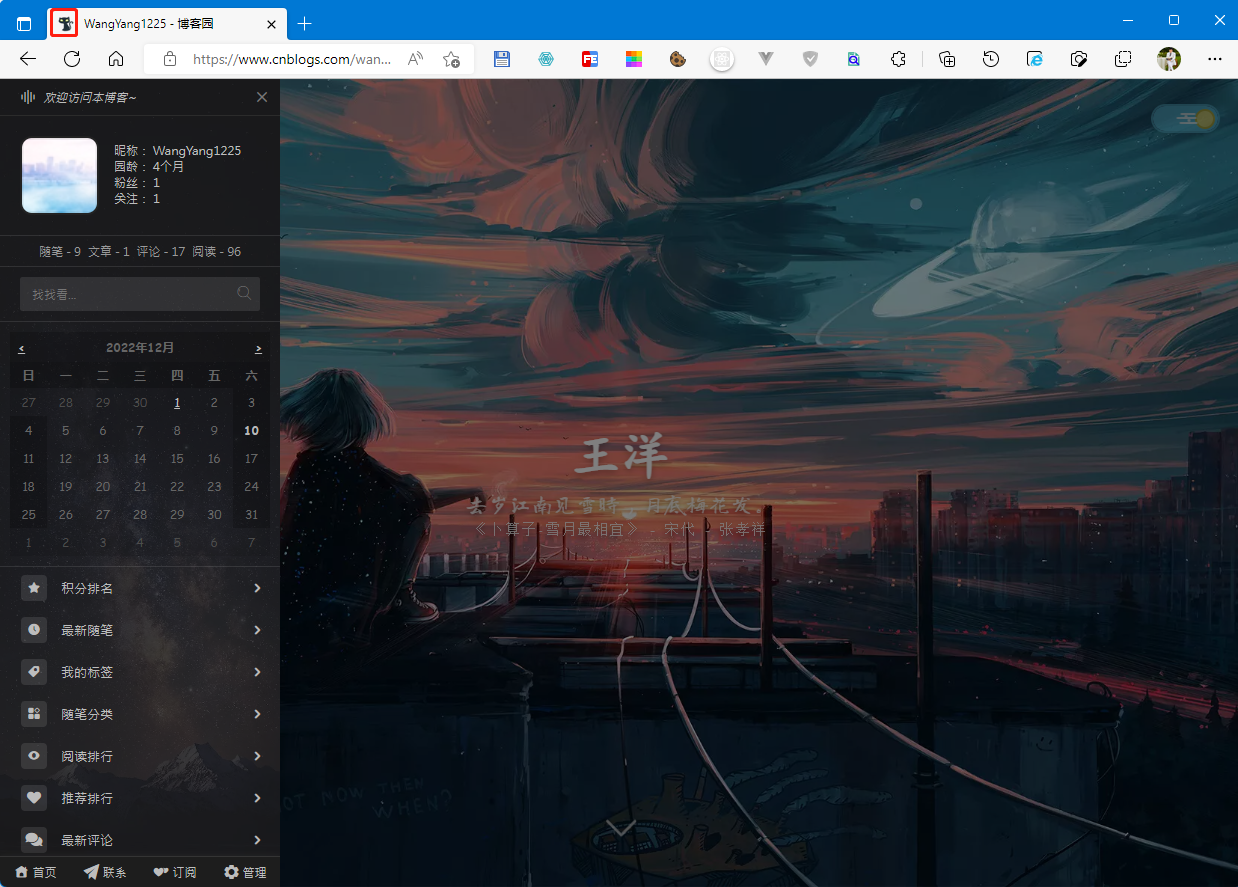 WangYang1225 - 博客园
https://www.cnblogs.com/wan...
欢迎访问本博客~
昵称： WangYang1225
园龄： 4个月
粉丝： 1
关注： 1
随笔 - 9 文章 - 1 评论 - 17 阅读 - 96
找找看...
< 2022年12月 >
日 一 二 三 四 五 六
27 28 29 30 1 2 3
4 5 6 7 8 9 10
11 12 13 14 15 16 17
18 19 20 21 22 23 24
25 26 27 28 29 30 31
1 2 3 4 5 6 7
积分排名
最新随笔
我的标签
随笔分类
阅读排行
推荐排行
最新评论
首页 联系 订阅 管理
王洋
去岁江南见雪時，月底梅花发。
《卜算子·雪月最相宜》 - 宋代 - 张孝祥
NOT NOW THEN
WHEN?